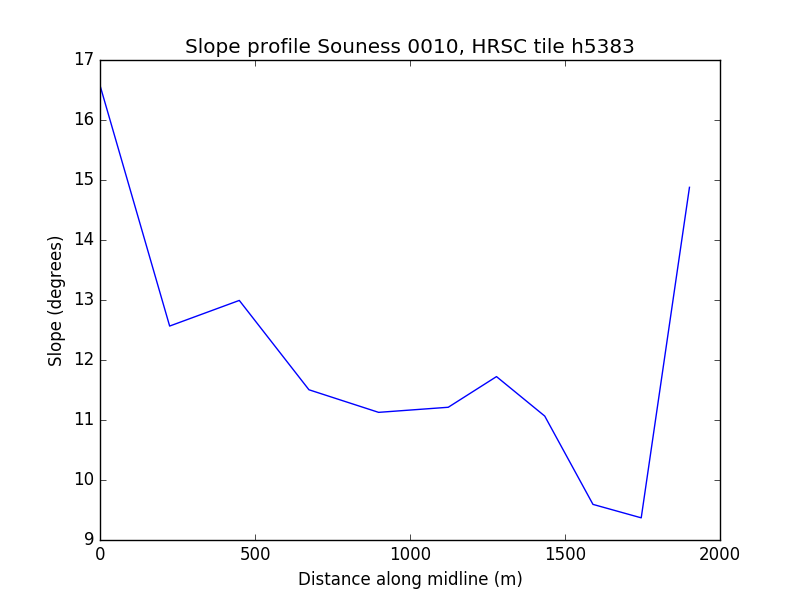 Slope profile Souness 0010, HRSC tile h5383
17
16
15
14
13
12
11
10
9
Slope (degrees)
0 500 1000 1500 2000
Distance along midline (m)